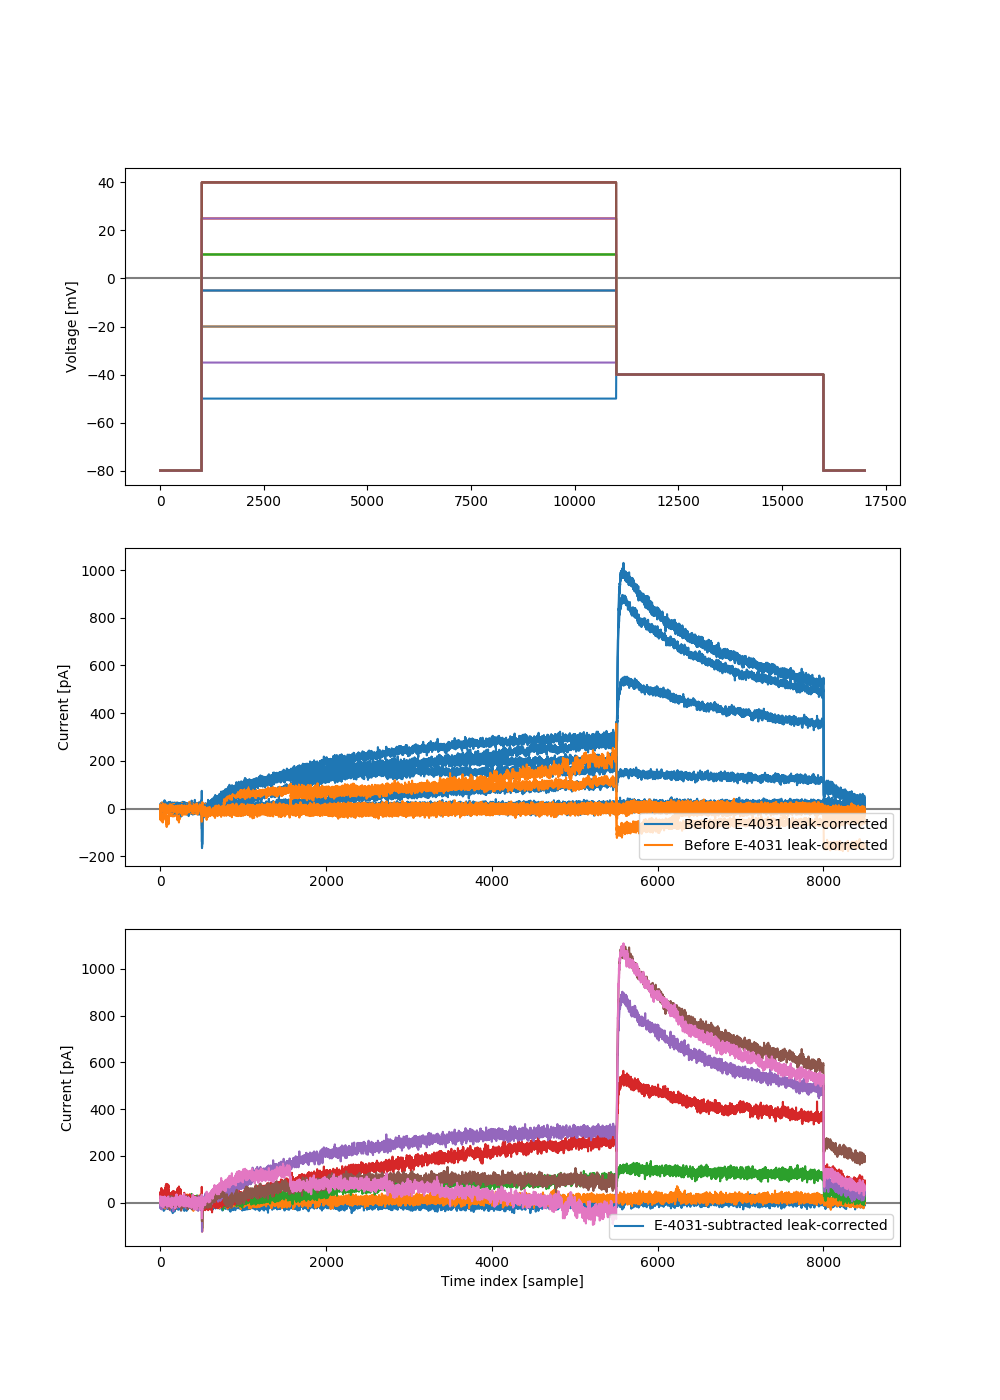 40
20
0
−20
−40
−60
−80
Voltage [mV]
0 2500 5000 7500 10000 12500 15000 17500
1000
800
600
400
200
0
−200
Current [pA]
Before E-4031 leak-corrected
Before E-4031 leak-corrected
0 2000 4000 6000 8000
1000
800
600
400
200
0
Current [pA]
E-4031-subtracted leak-corrected
0 2000 4000 6000 8000
Time index [sample]